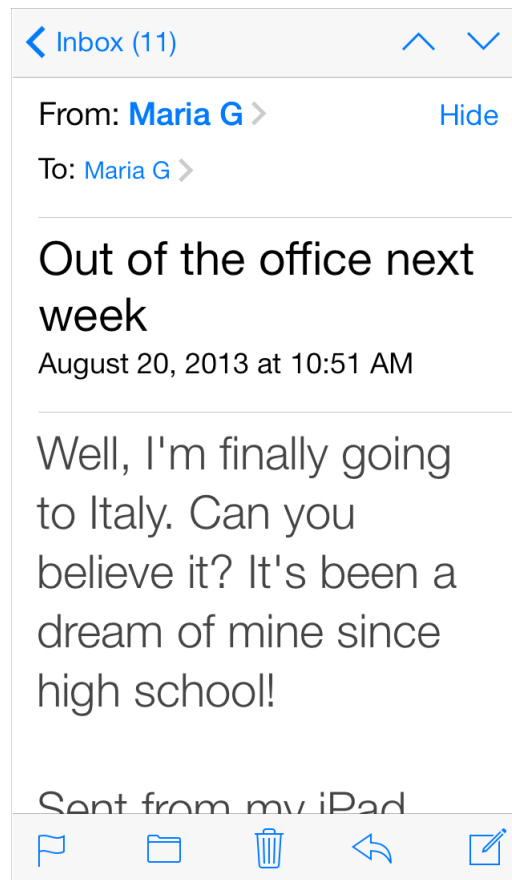 Inbox (11)
From: Maria G
Hide
To: Maria G
Out of the office next
week
August 20, 2013 at 10:51 AM
Well, I'm finally going
to Italy. Can you
believe it? It's been a
dream of mine since
high school!
Sent from my iPad